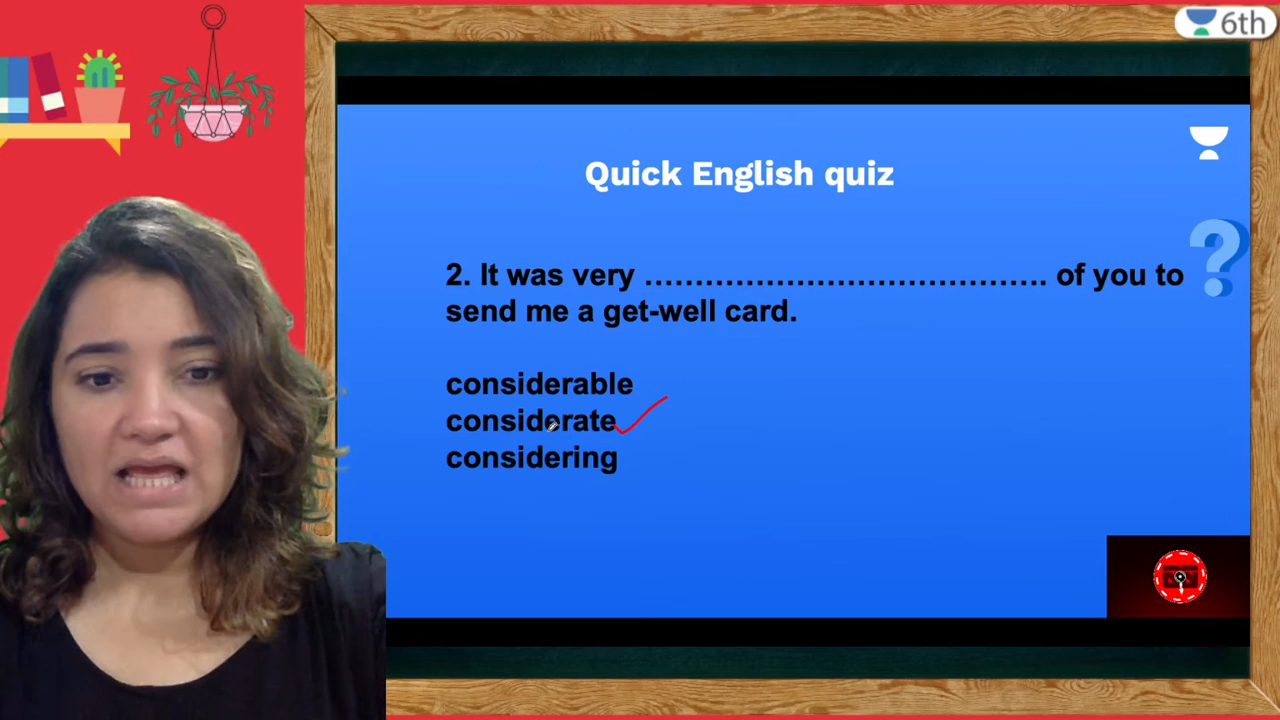 6th
Quick English quiz
2. It was very ........................................ of you to
send me a get-well card.
considerable
considerate
considering